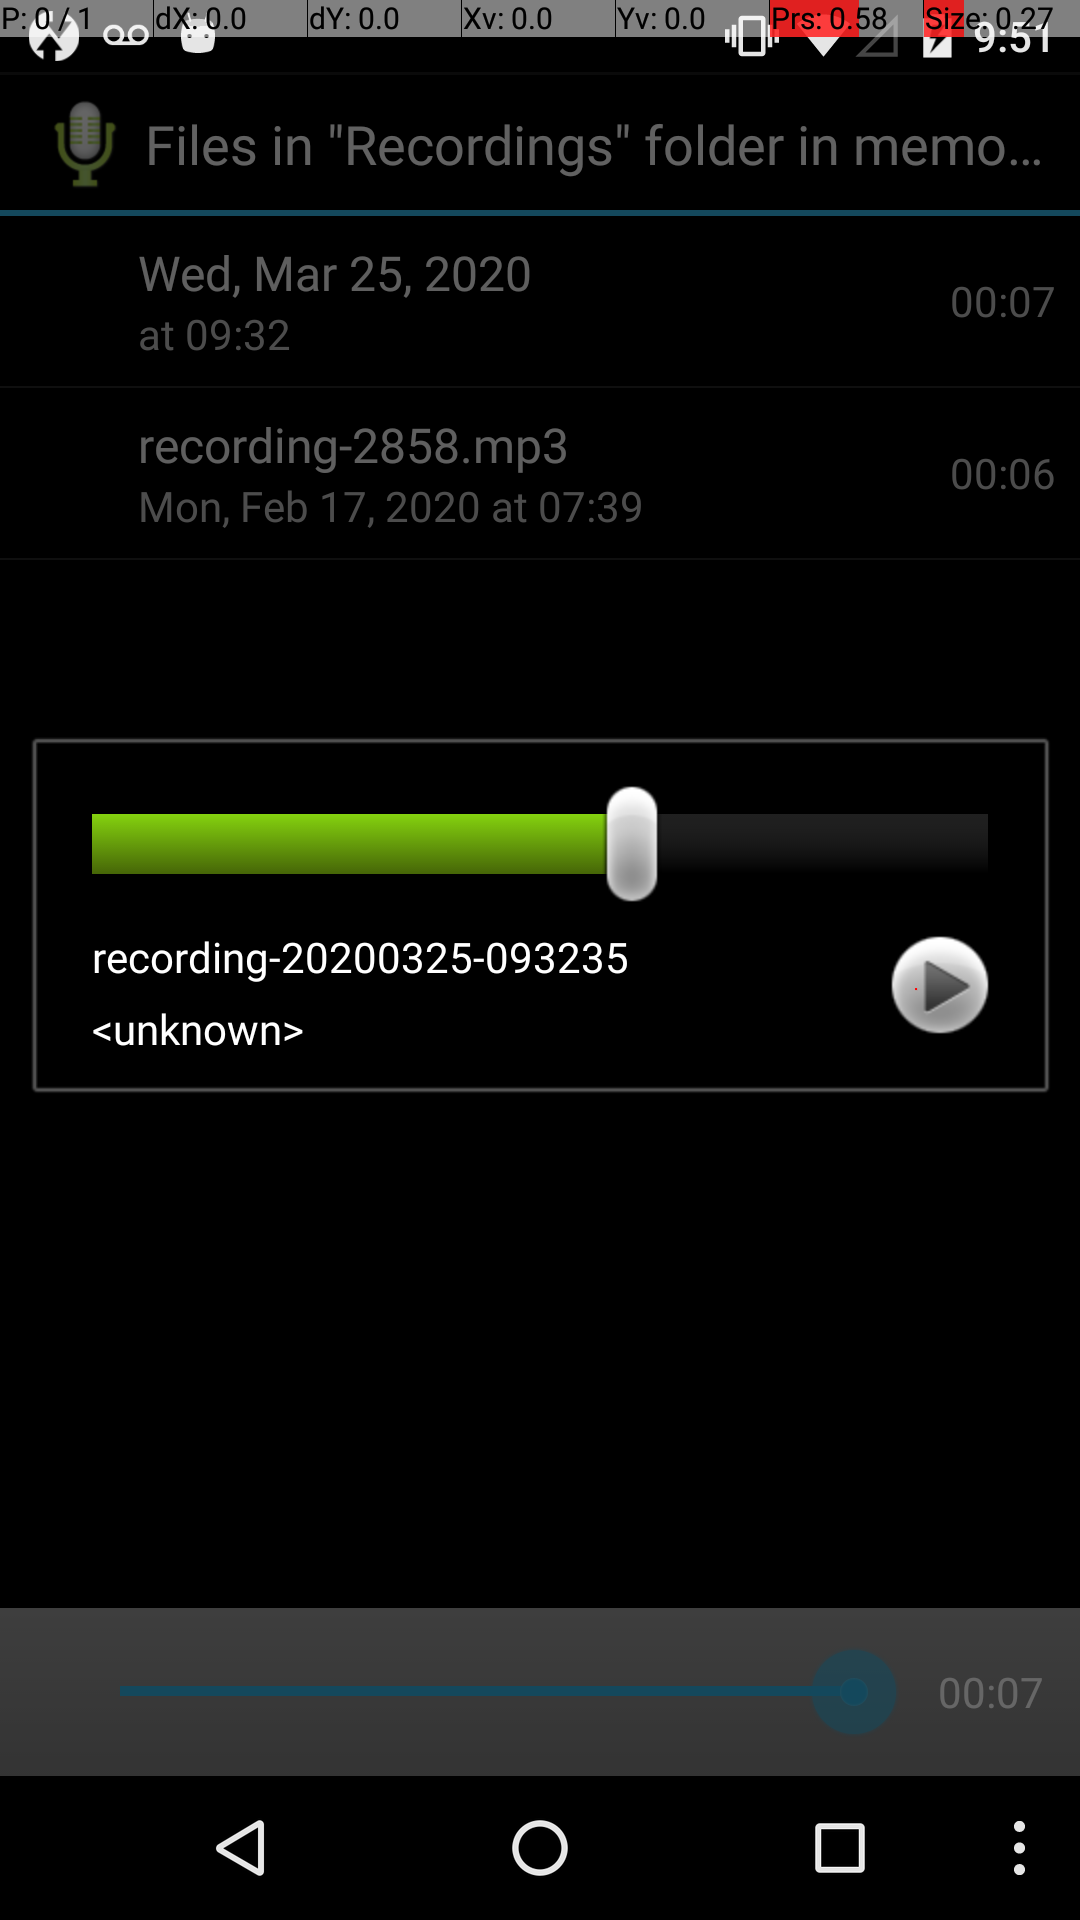 P: 0 / 1 dX: 0.0 dY: 0.0 Xv: 0.0 Yv: 0.0 Prs: 0.58 Size: 0.27
9:51
Files in "Recordings" folder in memo...
Wed, Mar 25, 2020
at 09:32
00:07
recording-2858.mp3
Mon, Feb 17, 2020 at 07:39
00:06
recording-20200325-093235
<unknown>
00:07